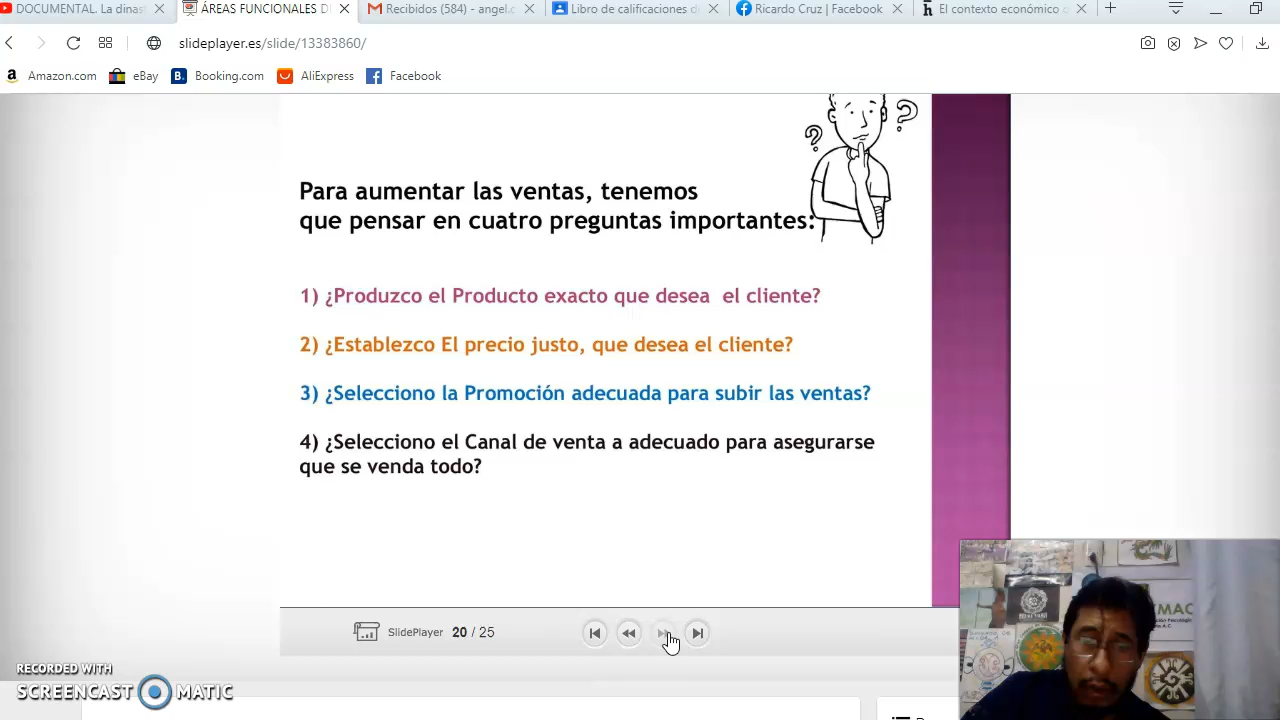 DOCUMENTAL. La dinast
ÁREAS FUNCIONALES D
Recibidos (584) - angel.c
Libro de calificaciones d
Ricardo Cruz | Facebook
El contexto económico o
slideplayer.es/slide/13383860/
Amazon.com
eBay
Booking.com
AliExpress
Facebook
Para aumentar las ventas, tenemos
que pensar en cuatro preguntas importantes:
1) ¿Produzco el Producto exacto que desea el cliente?
2) ¿Establezco El precio justo, que desea el cliente?
3) ¿Selecciono la Promoción adecuada para subir las ventas?
4) ¿Selecciono el Canal de venta a adecuado para asegurarse
que se venda todo?
SlidePlayer 20 / 25
RECORDED WITH
SCREENCAST MATIC